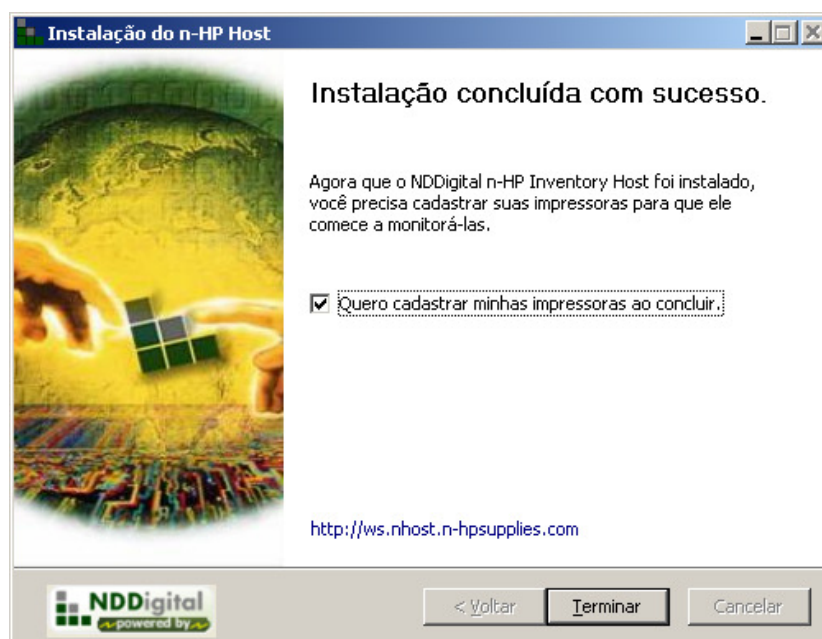 Instalação do n-HP Host
Instalação concluída com sucesso.
Agora que o NDDigital n-HP Inventory Host foi instalado,
você precisa cadastrar suas impressoras para que ele
comece a monitorá-las.
Quero cadastrar minhas impressoras ao concluir.
http://ws.nhost.n-hpsupplies.com
NDDigital
powered by
< Voltar
Terminar
Cancelar